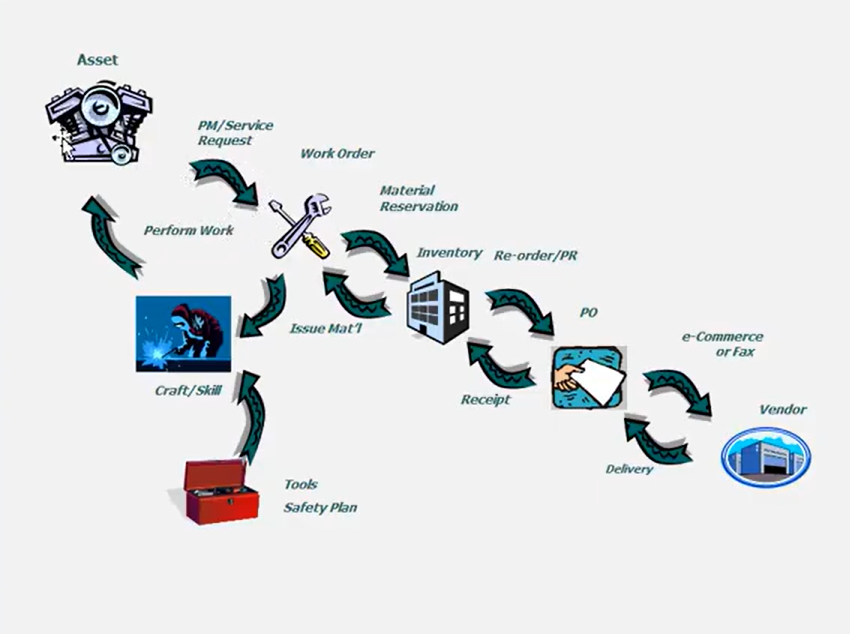 Asset
PM/Service
Request
Work Order
Material
Reservation
Perform Work
Inventory
Re-order/PR
Issue Mat'l
PO
e-Commerce
or Fax
Craft/Skill
Receipt
Vendor
Delivery
Tools
Safety Plan